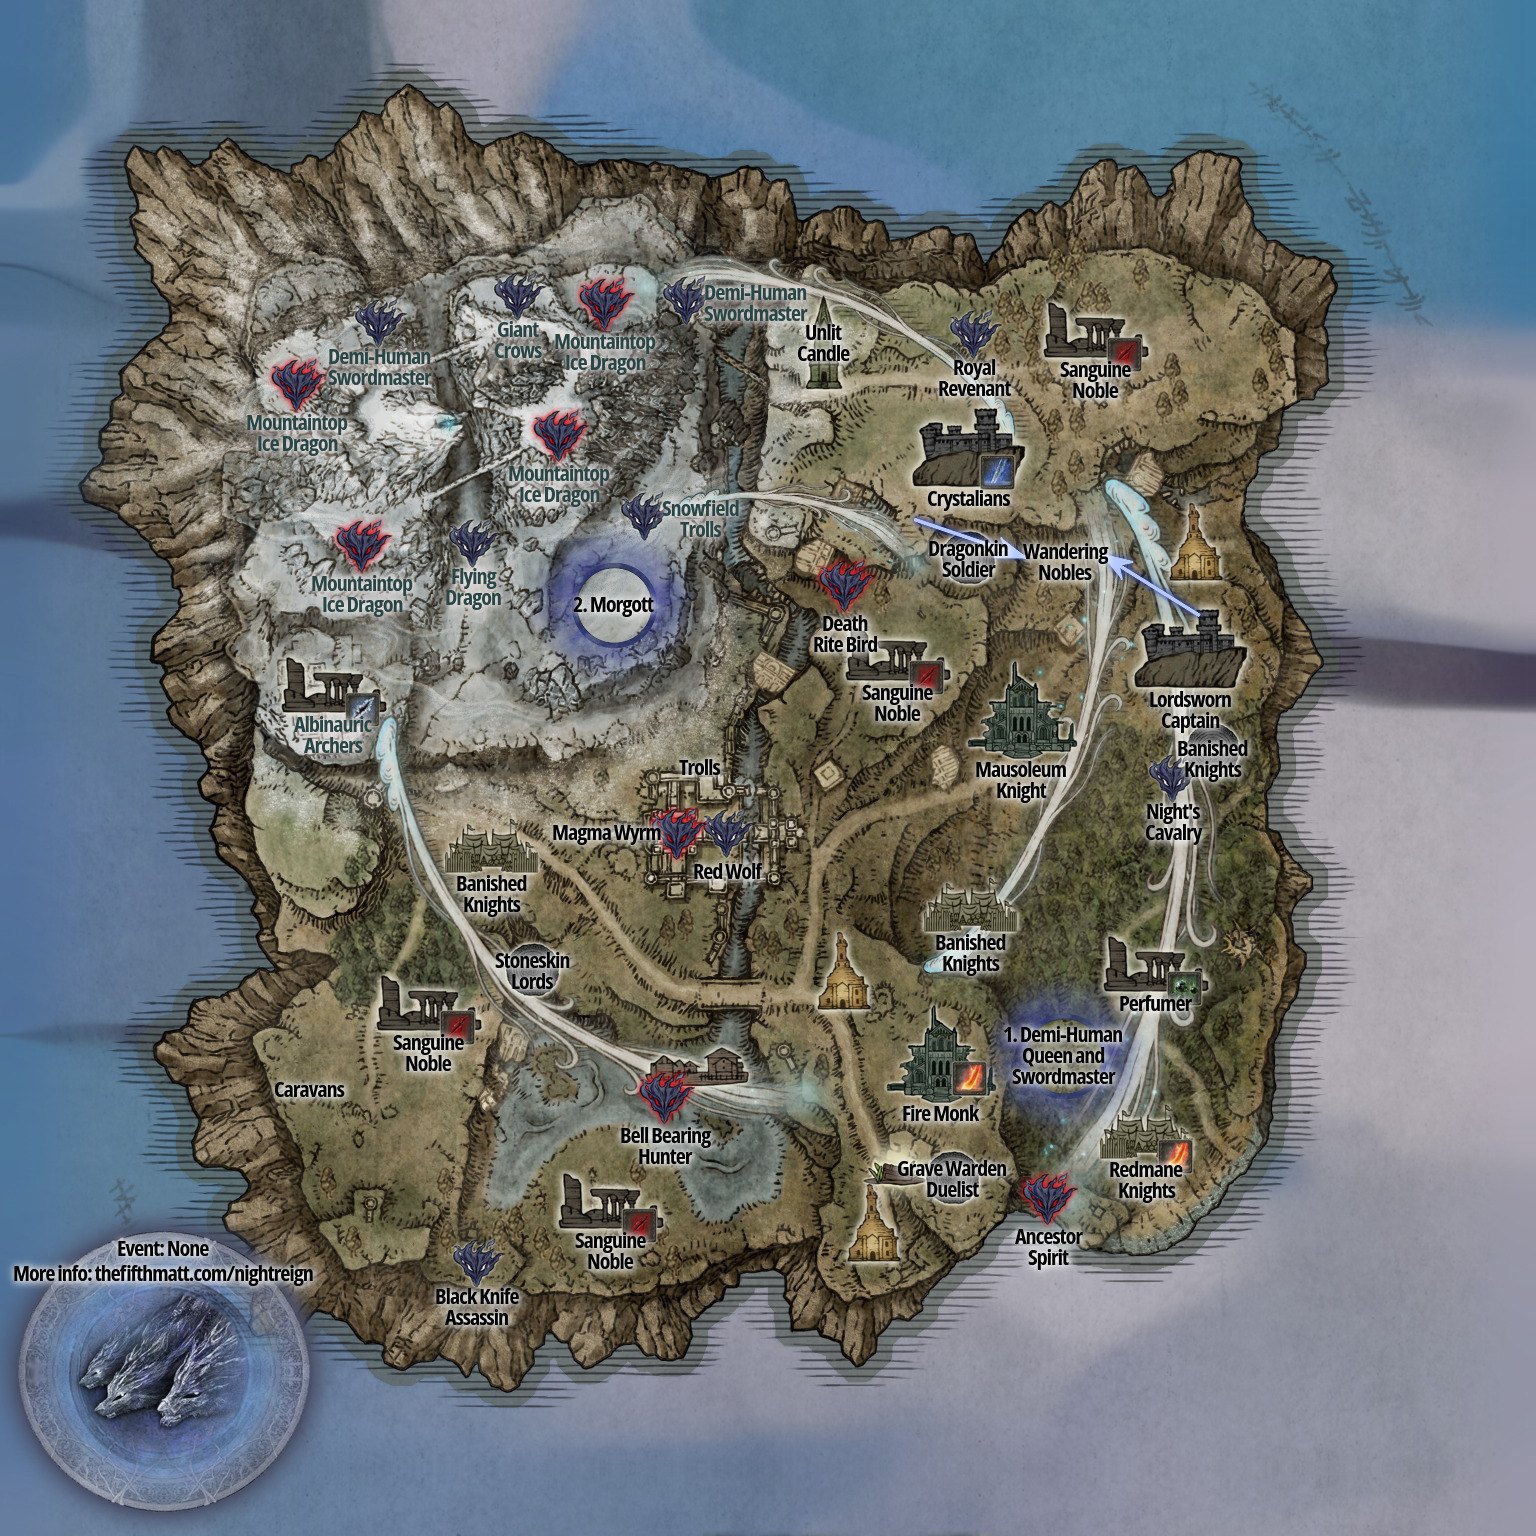 Demi-Human
Swordmaster
Giant
Crows
Mountaintop
Ice Dragon
Demi-Human
Swordmaster
Unlit
Candle
Royal
Revenant
Sanguine
Noble
Mountaintop
Ice Dragon
Mountaintop
Ice Dragon
Crystalians
Snowfield
Trolls
Mountaintop
Ice Dragon
Flying
Dragon
2. Morgott
Dragonkin
Soldier
Wandering
Nobles
Death
Rite Bird
Sanguine
Noble
Lordsworn
Captain
Albinauric
Archers
Banished
Knights
Mausoleum
Knight
Trolls
Night's
Cavalry
Magma Wyrm
Red Wolf
Banished
Knights
Banished
Knights
Stoneskin
Lords
Perfumer
Sanguine
Noble
1. Demi-Human
Queen and
Swordmaster
Caravans
Fire Monk
Bell Bearing
Hunter
Grave Warden
Duelist
Redmane
Knights
Sanguine
Noble
Ancestor
Spirit
Black Knife
Assassin
Event: None
More info: thefifthmatt.com/nightreign